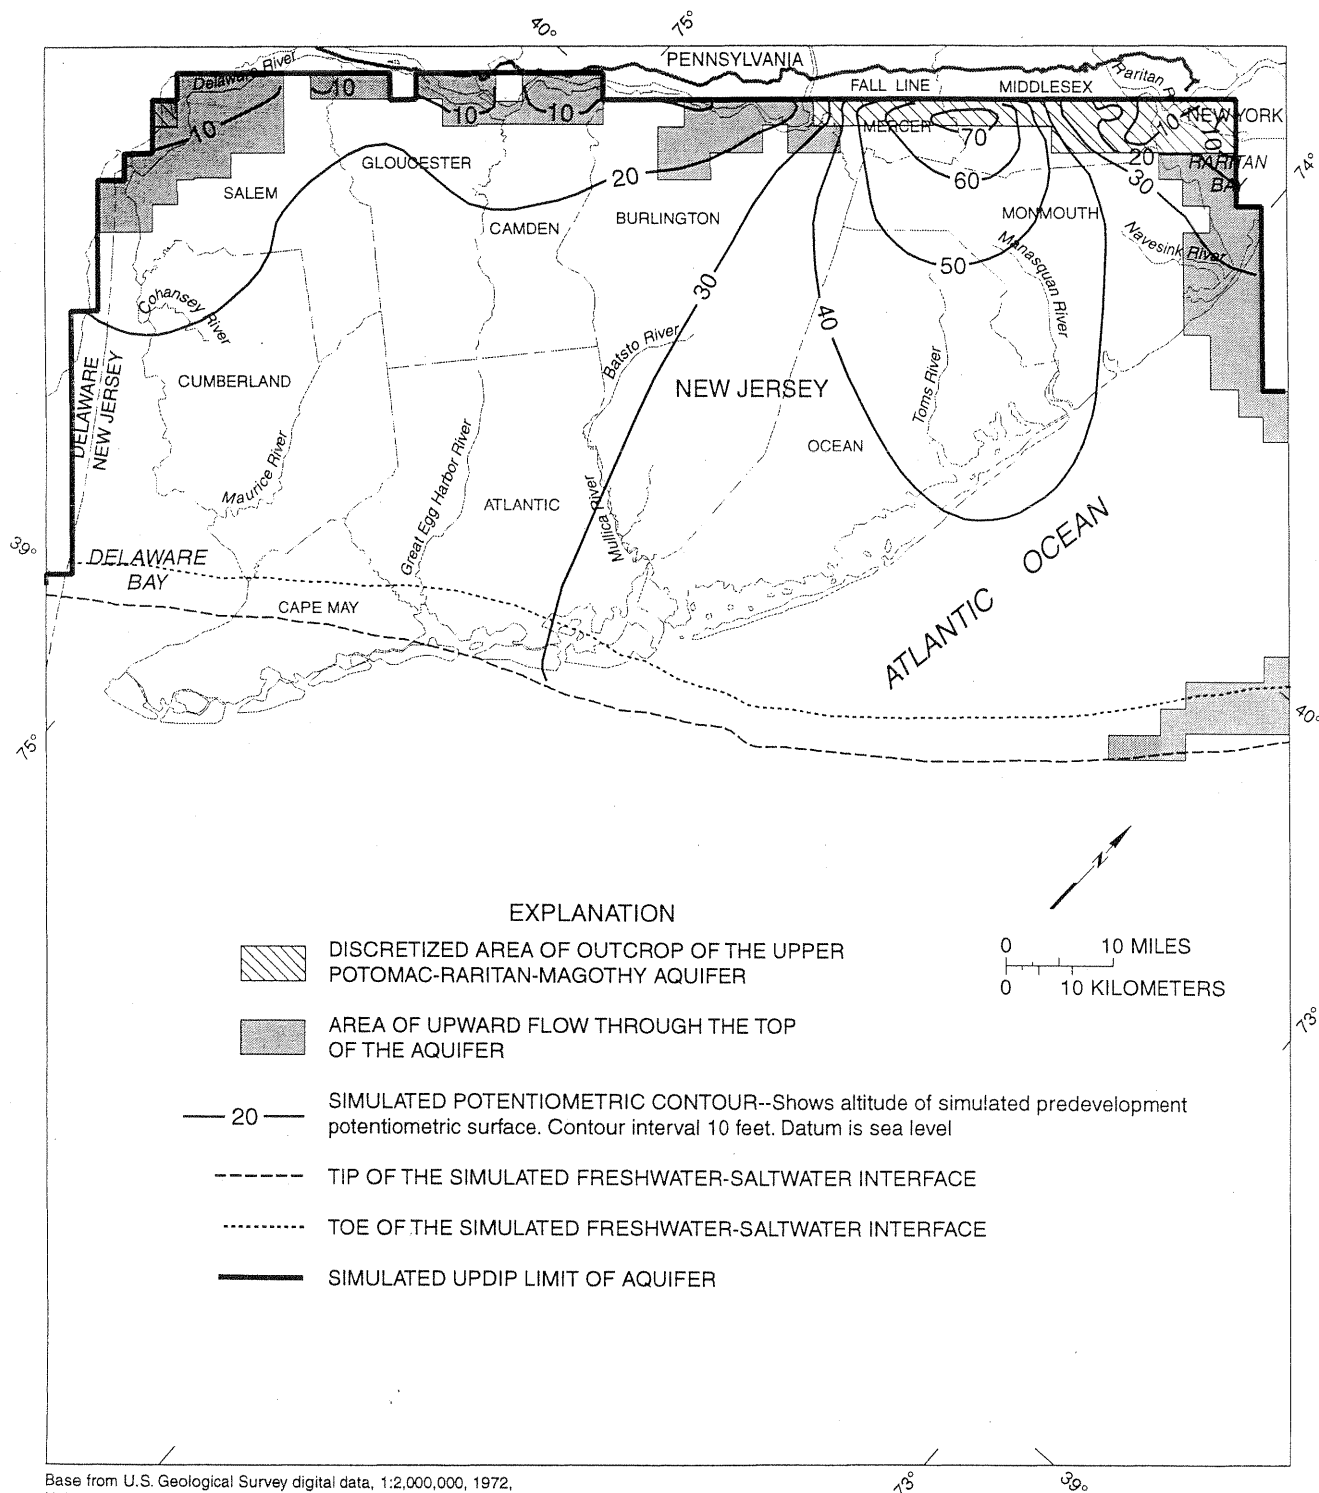 40°
75°
PENNSYLVANIA
Delaware River
FALL LINE
MIDDLESEX
Raritan
10
10
10
10
MERCER
70
10
NEW YORK
10
20
RARITAN
BAY
74°
GLOUCESTER
SALEM
20
60
30
CAMDEN
BURLINGTON
MONMOUTH
Navesink River
Manasquan River
50
30
40
Cohansey River
Batsto River
Toms River
CUMBERLAND
NEW JERSEY
DELAWARE
NEW JERSEY
OCEAN
Maurice River
Great Egg Harbor River
ATLANTIC
Mullica River
39°
DELAWARE
BAY
CAPE MAY
ATLANTIC OCEAN
75°
40°
N
EXPLANATION
DISCRETIZED AREA OF OUTCROP OF THE UPPER
POTOMAC-RARITAN-MAGOTHY AQUIFER
0 10 MILES
0 10 KILOMETERS
AREA OF UPWARD FLOW THROUGH THE TOP
OF THE AQUIFER
73°
20
SIMULATED POTENTIOMETRIC CONTOUR--Shows altitude of simulated predevelopment
potentiometric surface. Contour interval 10 feet. Datum is sea level
TIP OF THE SIMULATED FRESHWATER-SALTWATER INTERFACE
TOE OF THE SIMULATED FRESHWATER-SALTWATER INTERFACE
SIMULATED UPDIP LIMIT OF AQUIFER
Base from U.S. Geological Survey digital data, 1:2,000,000, 1972,
73°
39°